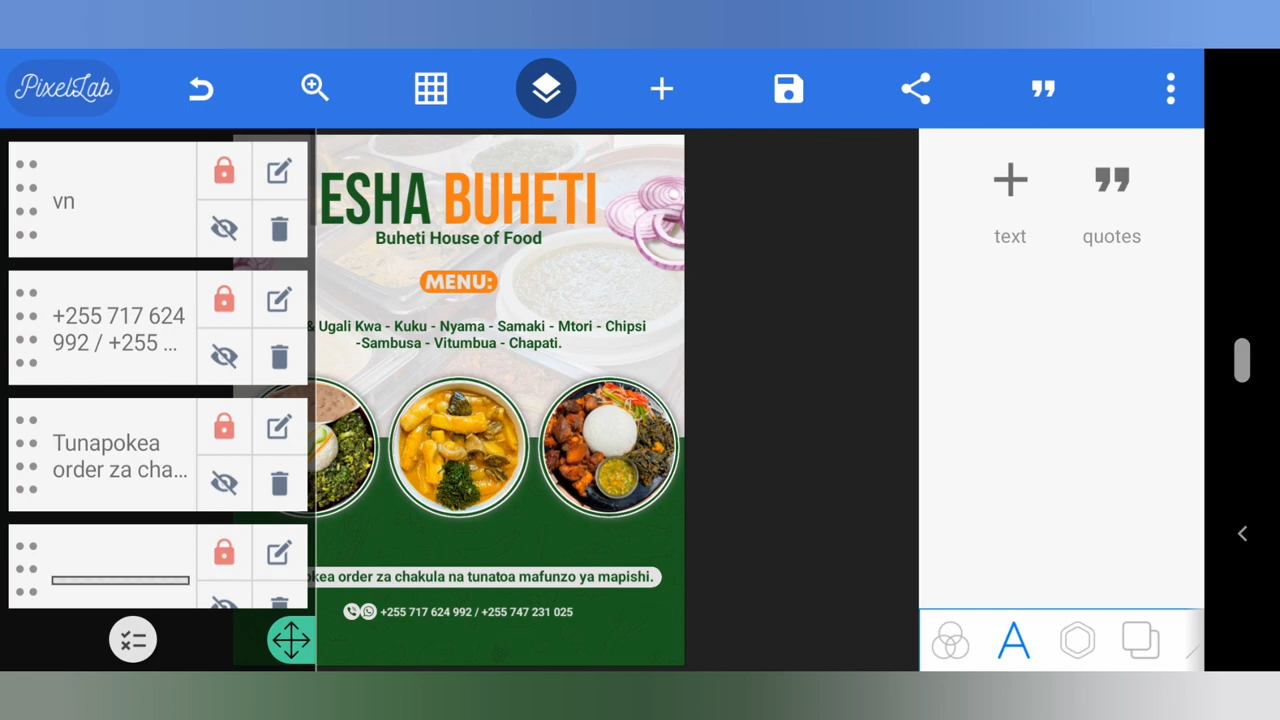 PixelLab
vn
+255 717 624
992 / +255 ...
Tunapokea
order za cha...
ESHA BUHETI
Buheti House of Food
MENU:
& Ugali Kwa - Kuku - Nyama - Samaki - Mtori - Chipsi
-Sambusa - Vitumbua - Chapati.
kea order za chakula na tunatoa mafunzo ya mapishi.
+255 717 624 992 / +255 747 231 025
text
quotes
A